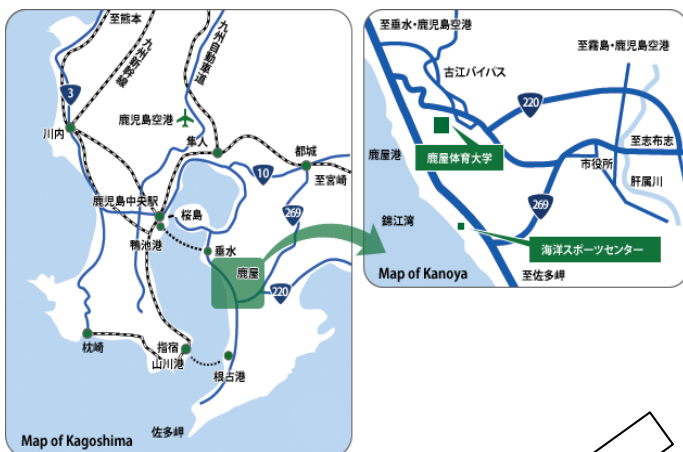 至熊本
九州新幹線
九州自動車道
3
鹿児島空港
川内
隼人
都城
10
至宮崎
鹿児島中央駅
桜島
269
鴨池港
垂水
鹿屋
220
枕崎
指宿
山川港
根占港
佐多岬
Map of Kagoshima
至垂水・鹿児島空港
至霧島・鹿児島空港
古江バイパス
220
至志布志
鹿屋港
鹿屋体育大学
市役所
肝属川
269
錦江湾
海洋スポーツセンター
至佐多岬
Map of Kanoya